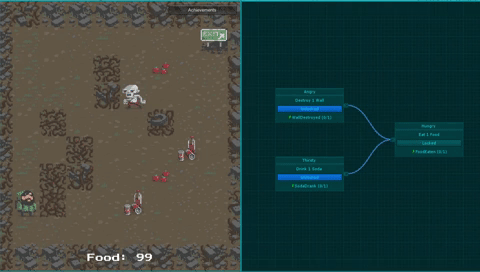 Achievements
EXIT
Angry
Destroy 1 Wall
Unlocked
WallDestroyed (0/1)
Hungry
Eat 1 Food
Locked
FoodEaten (0/1)
Thirsty
Drink 1 Soda
Unlocked
SodaDrank (0/1)
Food: 99